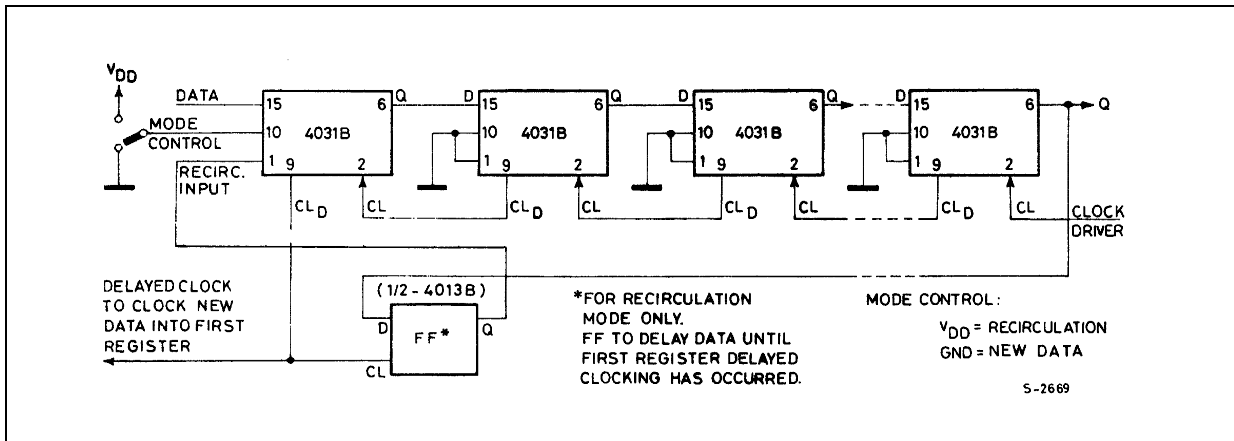 VDD
DATA
MODE
CONTROL
RECIRC.
INPUT
15
10
1
9
2
6
4031B
Q
D
15
10
1
9
2
6
4031B
Q
D
15
10
1
9
2
6
4031B
Q
D
15
10
1
9
2
6
4031B
Q
CLD
CL
CLD
CL
CLD
CL
CLD
CL
CLOCK
DRIVER
DELAYED CLOCK
TO CLOCK NEW
DATA INTO FIRST
REGISTER
(1/2-4013B)
D
Q
FF*
CL
*FOR RECIRCULATION
MODE ONLY.
FF TO DELAY DATA UNTIL
FIRST REGISTER DELAYED
CLOCKING HAS OCCURRED.
MODE CONTROL:
VDD = RECIRCULATION
GND = NEW DATA
S-2669